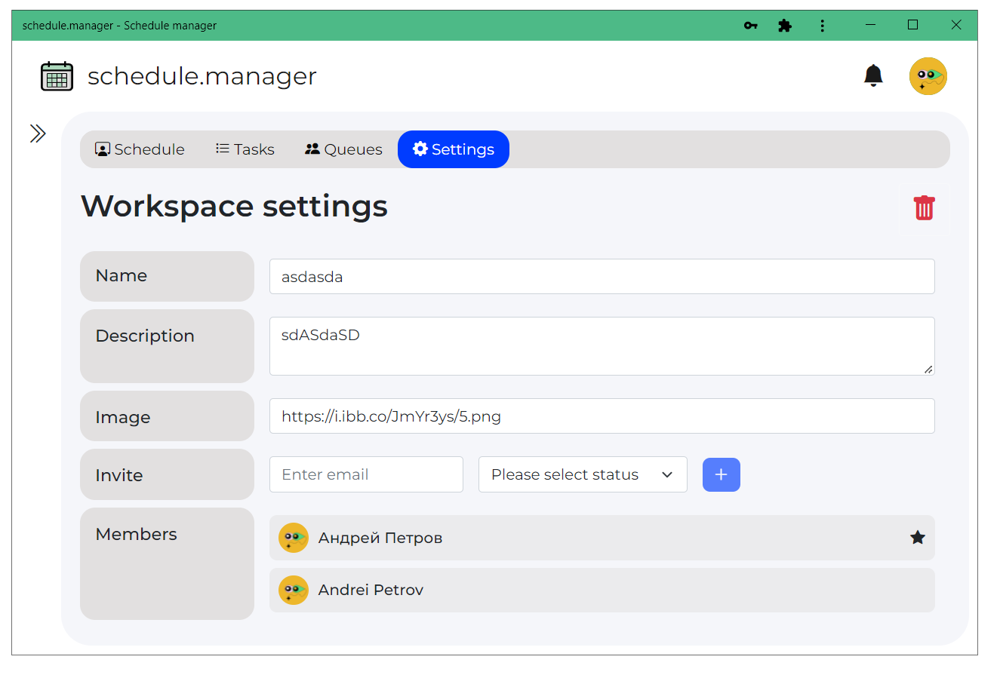 schedule.manager - Schedule manager
schedule.manager
Schedule Tasks Queues Settings
Workspace settings
Name asdasda
Description sdASdaSD
Image https://i.ibb.co/JmYr3ys/5.png
Invite Enter email Please select status
Members Андрей Петров
Andrei Petrov